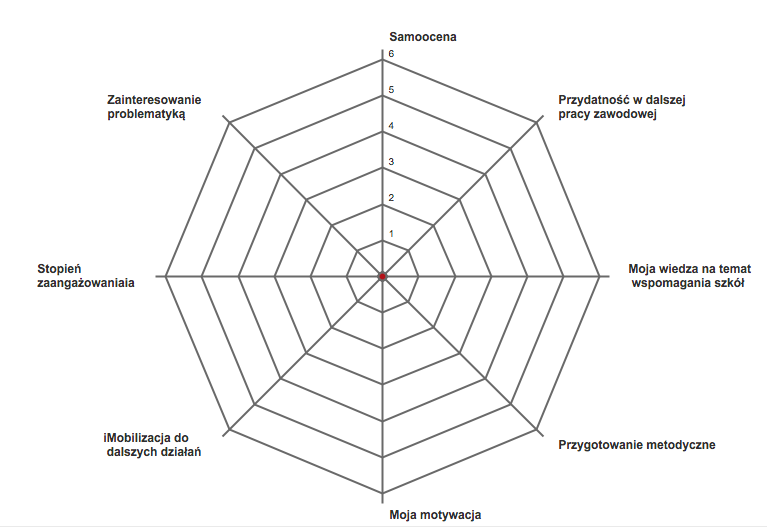 Samoocena
6
5
4
3
2
1
Zainteresowanie
problematyką
Przydatność w dalszej
pracy zawodowej
Stopień
zaangażowaniaia
Moja wiedza na temat
wspomagania szkół
iMobilizacja do
dalszych działań
Przygotowanie metodyczne
Moja motywacja